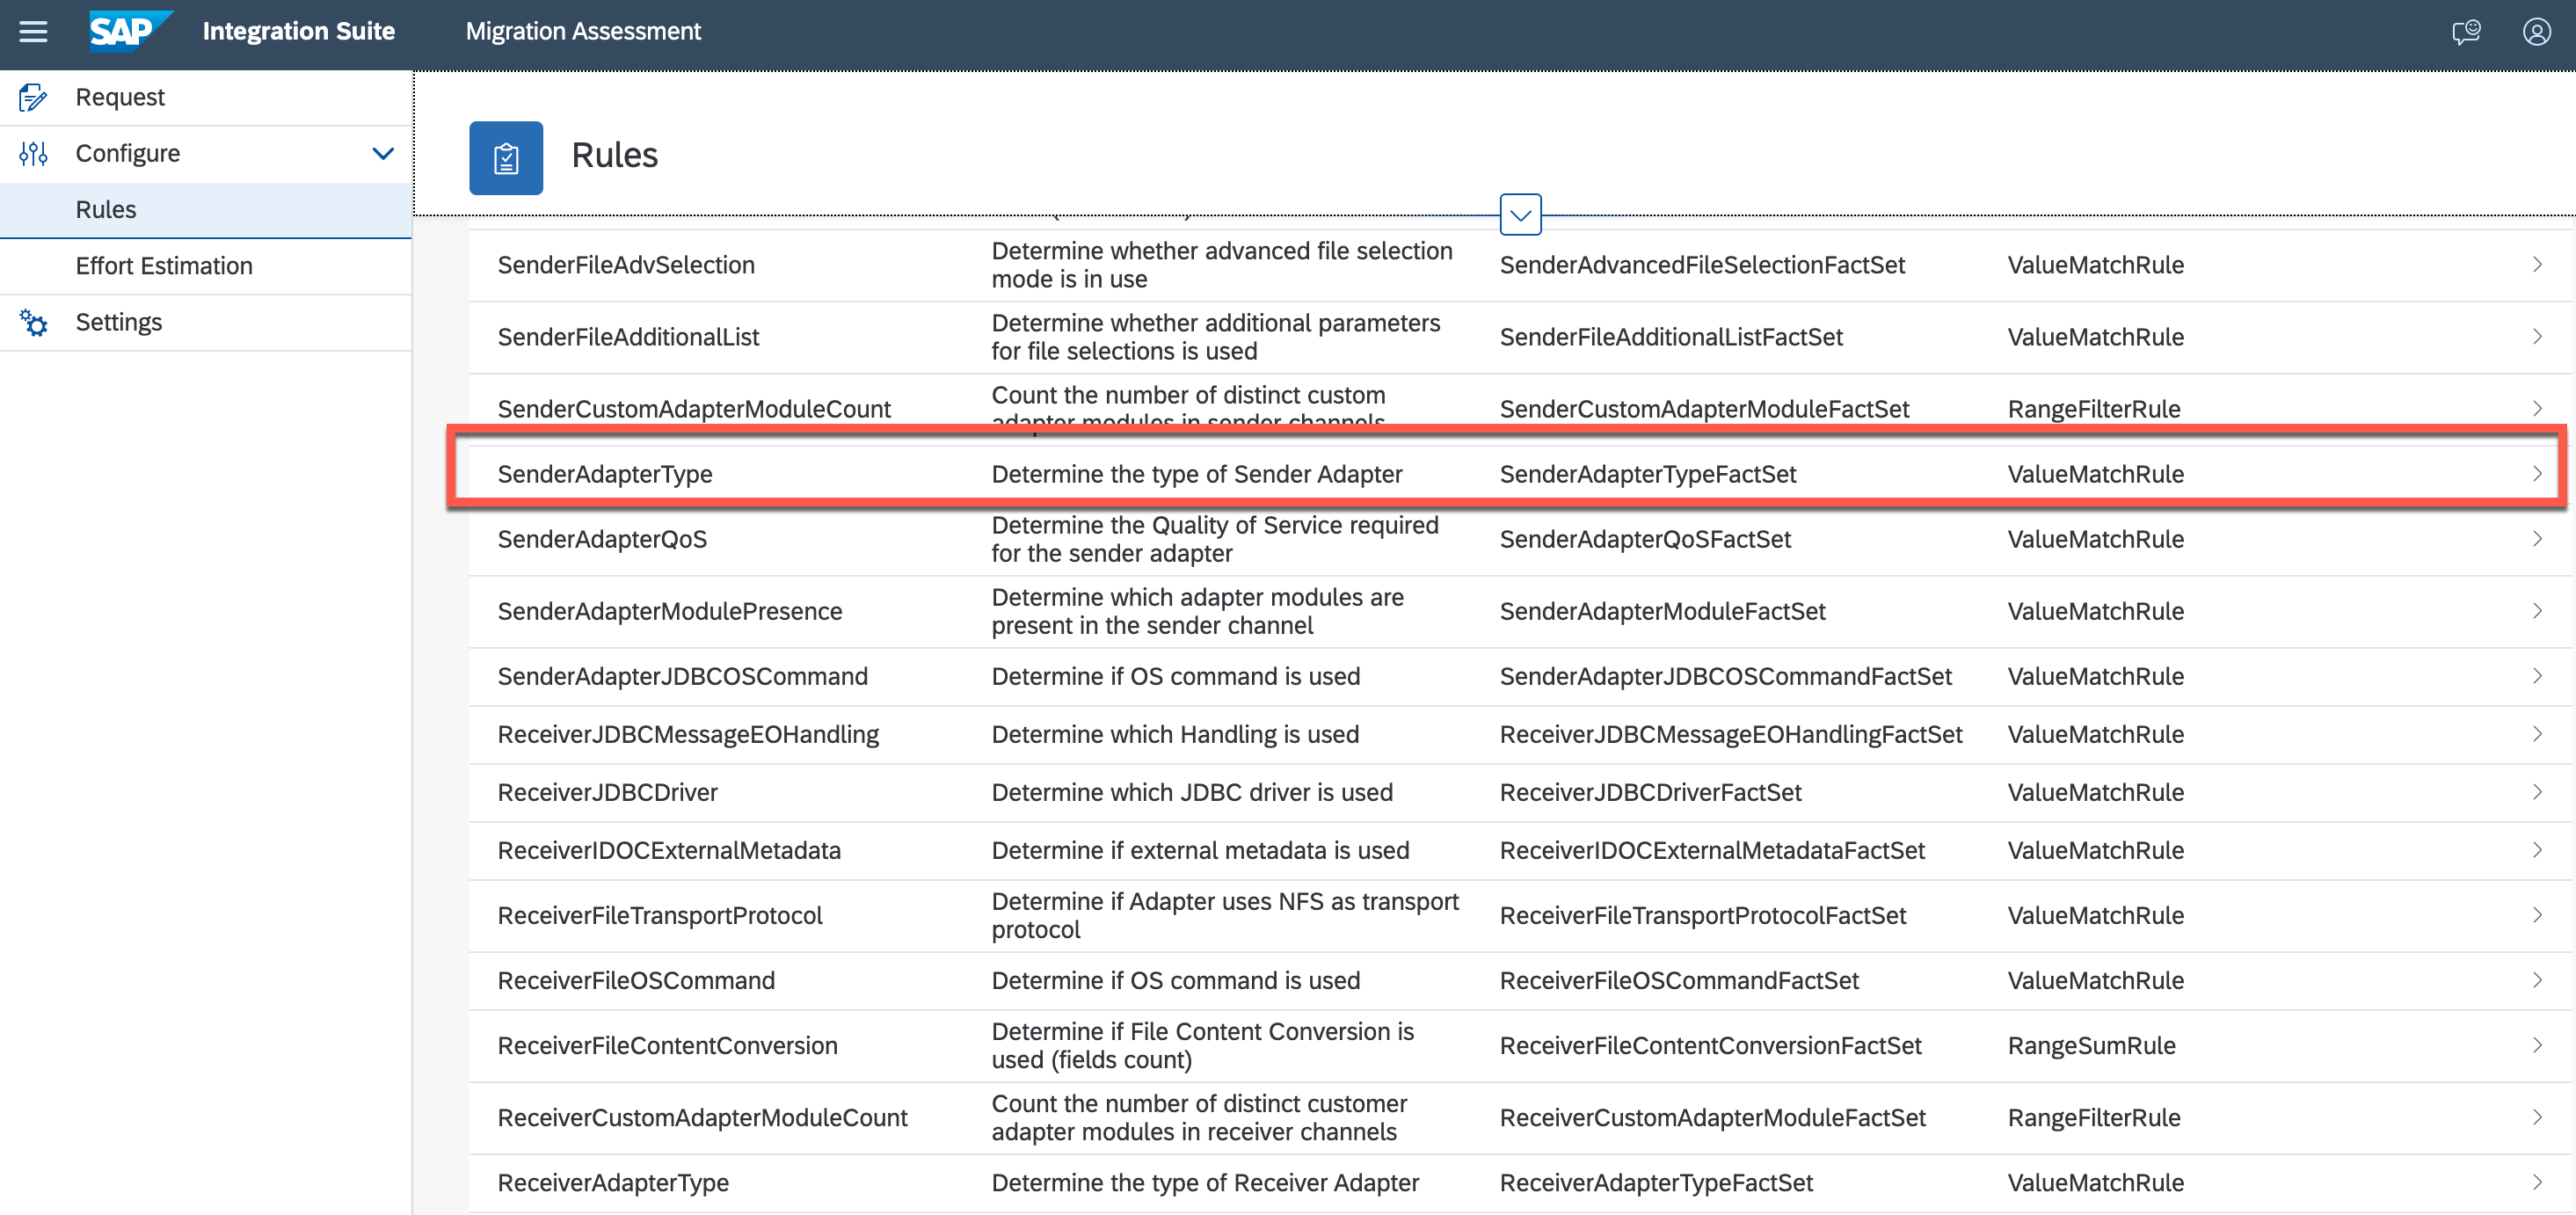 SAP Integration Suite Migration Assessment
Request
Configure
Rules
Effort Estimation
Settings
Rules
SenderFileAdvSelection
Determine whether advanced file selection
mode is in use
SenderAdvancedFileSelectionFactSet
ValueMatchRule
SenderFileAdditionalList
Determine whether additional parameters
for file selections is used
SenderFileAdditionalListFactSet
ValueMatchRule
SenderCustomAdapterModuleCount
Count the number of distinct custom
adapter modules in sender channels
SenderCustomAdapterModuleFactSet
RangeFilterRule
SenderAdapterType
Determine the type of Sender Adapter
SenderAdapterTypeFactSet
ValueMatchRule
SenderAdapterQoS
Determine the Quality of Service required
for the sender adapter
SenderAdapterQoSFactSet
ValueMatchRule
SenderAdapterModulePresence
Determine which adapter modules are
present in the sender channel
SenderAdapterModuleFactSet
ValueMatchRule
SenderAdapterJDBCOSCommand
Determine if OS command is used
SenderAdapterJDBCOSCommandFactSet
ValueMatchRule
ReceiverJDBCMessageEOHandling
Determine which Handling is used
ReceiverJDBCMessageEOHandlingFactSet
ValueMatchRule
ReceiverJDBCDriver
Determine which JDBC driver is used
ReceiverJDBCDriverFactSet
ValueMatchRule
ReceiverIDOCExternalMetadata
Determine if external metadata is used
ReceiverIDOCExternalMetadataFactSet
ValueMatchRule
ReceiverFileTransportProtocol
Determine if Adapter uses NFS as transport
protocol
ReceiverFileTransportProtocolFactSet
ValueMatchRule
ReceiverFileOSCommand
Determine if OS command is used
ReceiverFileOSCommandFactSet
ValueMatchRule
ReceiverFileContentConversion
Determine if File Content Conversion is
used (fields count)
ReceiverFileContentConversionFactSet
RangeSumRule
ReceiverCustomAdapterModuleCount
Count the number of distinct customer
adapter modules in receiver channels
ReceiverCustomAdapterModuleFactSet
RangeFilterRule
ReceiverAdapterType
Determine the type of Receiver Adapter
ReceiverAdapterTypeFactSet
ValueMatchRule